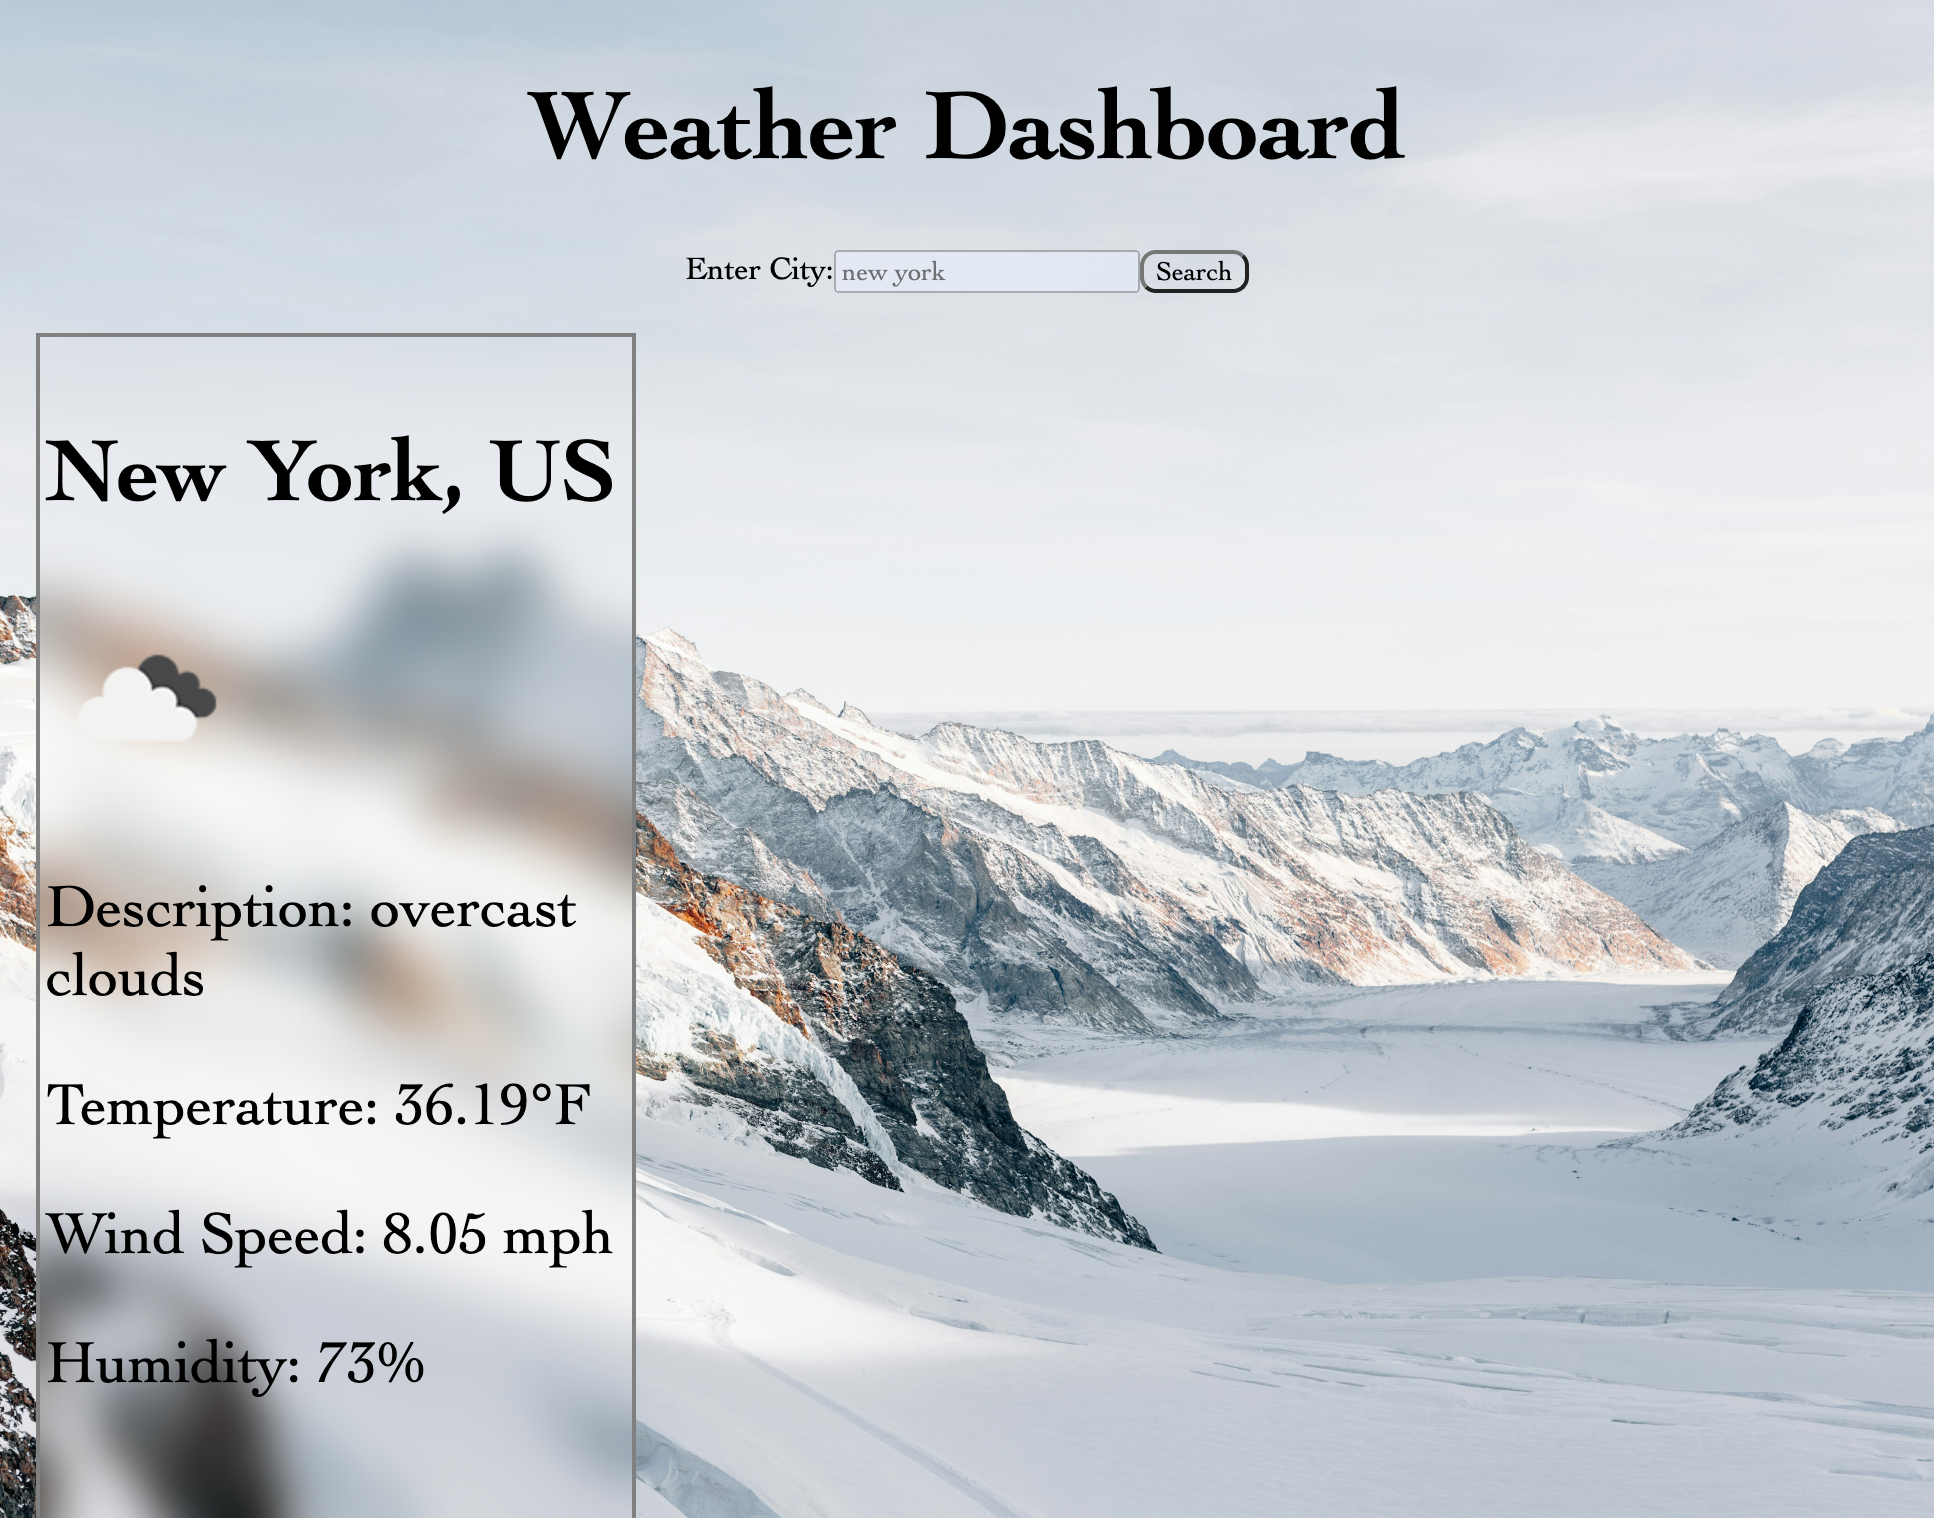 Weather Dashboard
Enter City: new york Search
New York, US
Description: overcast
clouds
Temperature: 36.19°F
Wind Speed: 8.05 mph
Humidity: 73%